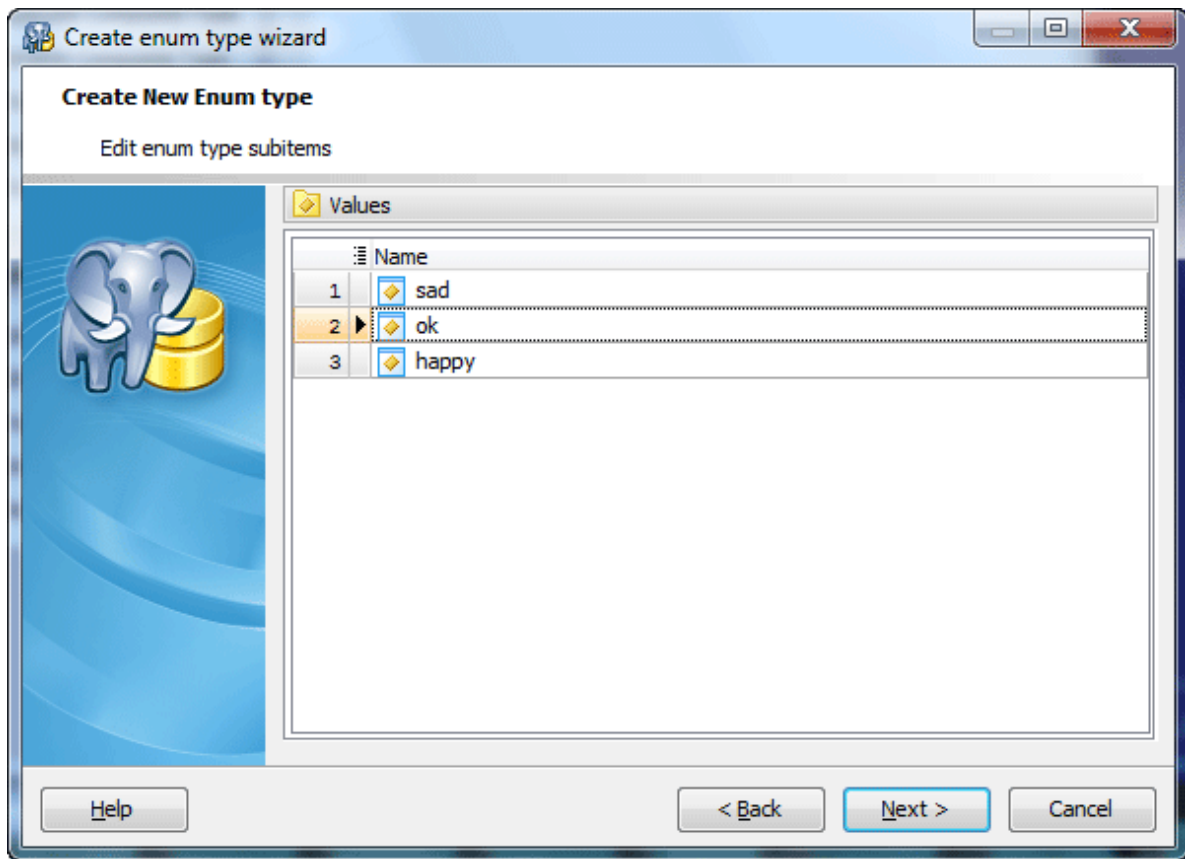 Create enum type wizard
Create New Enum type
Edit enum type subitems
Values
Name
1 sad
2 ok
3 happy
Help < Back Next > Cancel